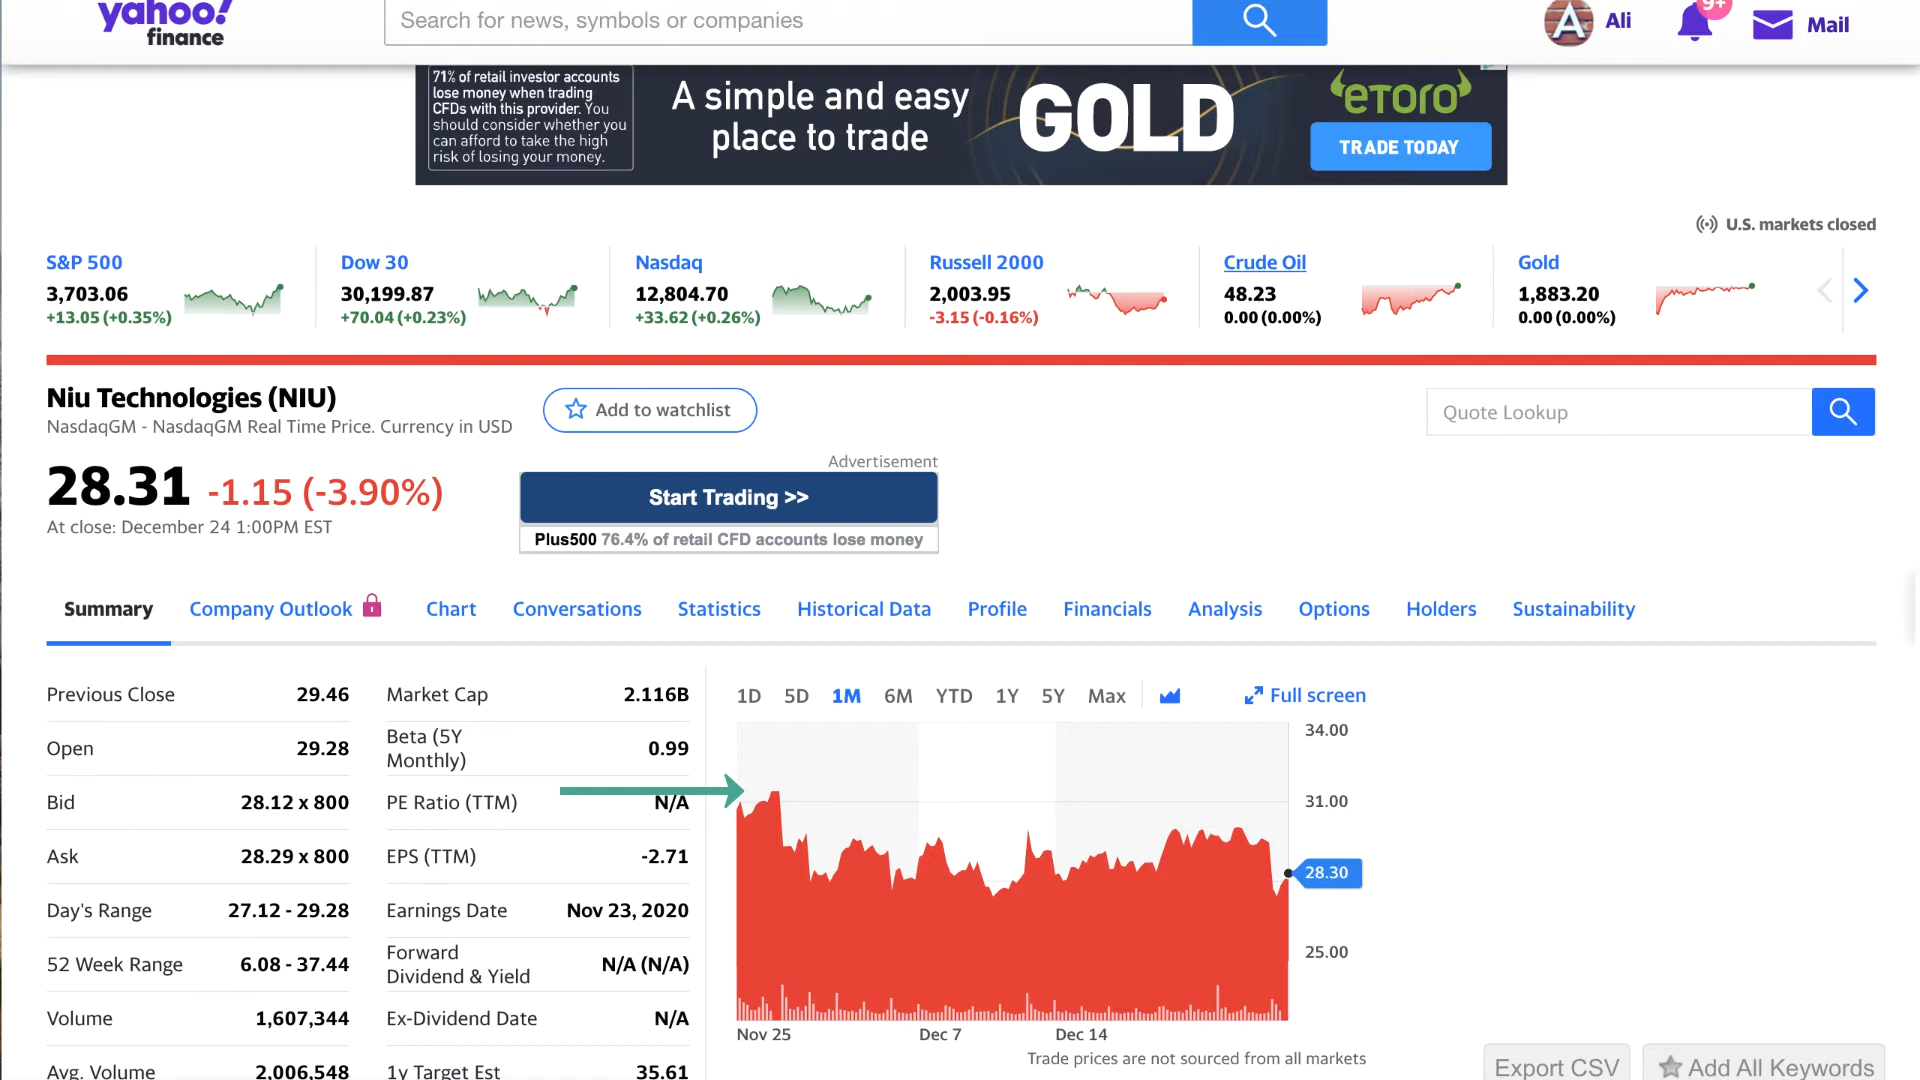 yahoo!
finance
Search for news, symbols or companies
A
Ali
9+
Mail
71% of retail investor accounts
lose money when trading
CFDs with this provider. You
should consider whether you
can afford to take the high
risk of losing your money.
A simple and easy
place to trade
GOLD
eTORO
TRADE TODAY
U.S. markets closed
S&P 500
3,703.06
+13.05 (+0.35%)
Dow 30
30,199.87
+70.04 (+0.23%)
Nasdaq
12,804.70
+33.62 (+0.26%)
Russell 2000
2,003.95
-3.15 (-0.16%)
Crude Oil
48.23
0.00 (0.00%)
Gold
1,883.20
0.00 (0.00%)
Niu Technologies (NIU)
NasdaqGM - NasdaqGM Real Time Price. Currency in USD
Add to watchlist
Quote Lookup
28.31 -1.15 (-3.90%)
At close: December 24 1:00PM EST
Advertisement
Start Trading >>
Plus500 76.4% of retail CFD accounts lose money
Summary Company Outlook Chart Conversations Statistics Historical Data Profile Financials Analysis Options Holders Sustainability
Previous Close 29.46
Open 29.28
Bid 28.12 x 800
Ask 28.29 x 800
Day's Range 27.12 - 29.28
52 Week Range 6.08 - 37.44
Volume 1,607,344
Avg. Volume 2,006,548
Market Cap 2.116B
Beta (5Y
Monthly) 0.99
PE Ratio (TTM) N/A
EPS (TTM) -2.71
Earnings Date Nov 23, 2020
Forward
Dividend & Yield N/A (N/A)
Ex-Dividend Date N/A
1y Target Est 35.61
1D 5D 1M 6M YTD 1Y 5Y Max Full screen
34.00
31.00
28.30
25.00
Nov 25 Dec 7 Dec 14
Trade prices are not sourced from all markets
Export CSV
Add All Keywords